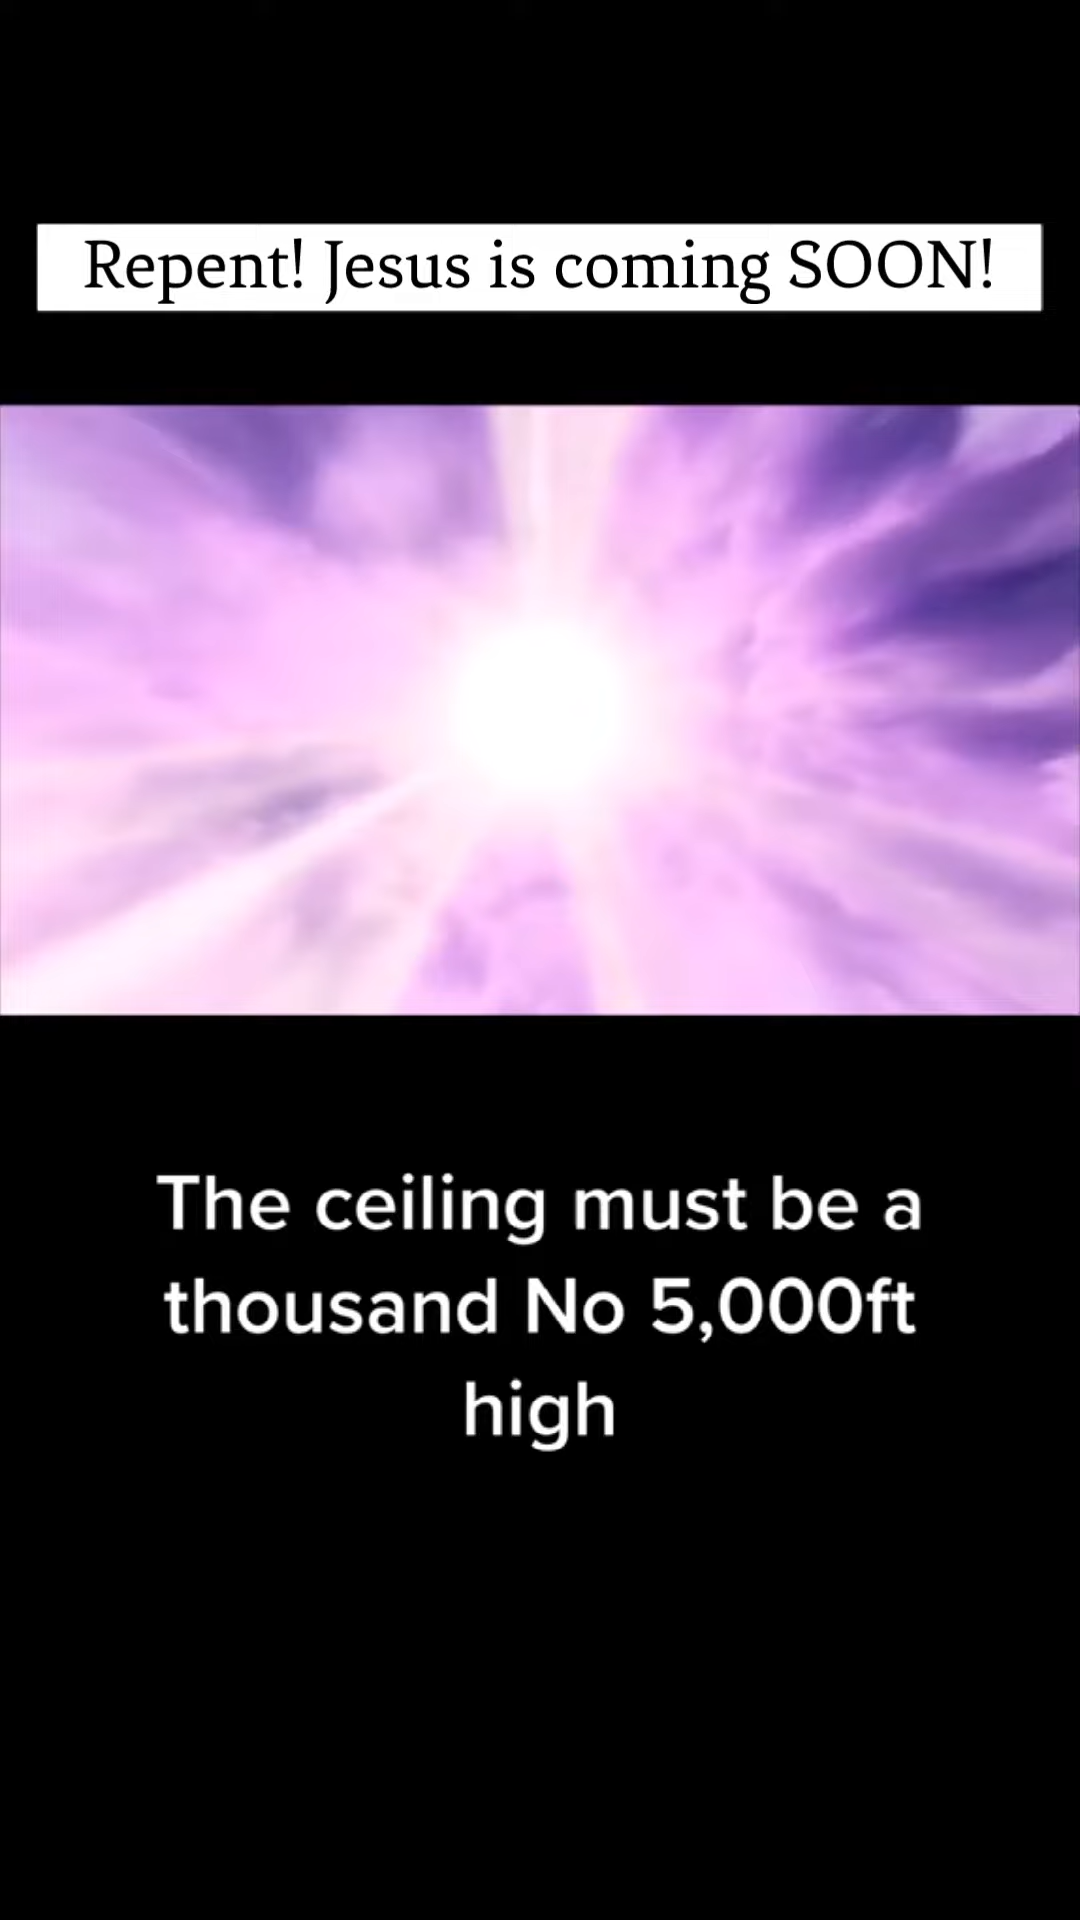 Repent! Jesus is coming SOON!
The ceiling must be a
thousand No 5,000ft
high